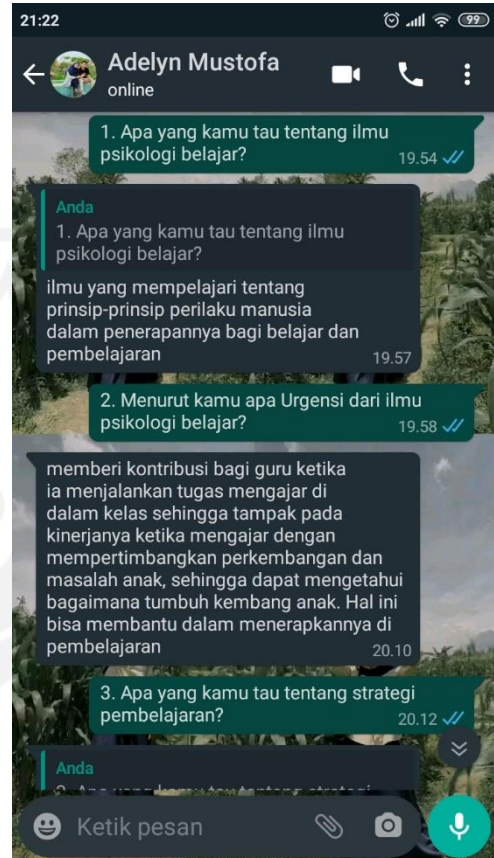 21:22
99
Adelyn Mustofa
online
1. Apa yang kamu tau tentang ilmu
psikologi belajar?
19.54
Anda
1. Apa yang kamu tau tentang ilmu
psikologi belajar?
ilmu yang mempelajari tentang
prinsip-prinsip perilaku manusia
dalam penerapannya bagi belajar dan
pembelajaran
19.57
2. Menurut kamu apa Urgensi dari ilmu
psikologi belajar?
19.58
memberi kontribusi bagi guru ketika
ia menjalankan tugas mengajar di
dalam kelas sehingga tampak pada
kinerjanya ketika mengajar dengan
mempertimbangkan perkembangan dan
masalah anak, sehingga dapat mengetahui
bagaimana tumbuh kembang anak. Hal ini
bisa membantu dalam menerapkannya di
pembelajaran
20.10
3. Apa yang kamu tau tentang strategi
pembelajaran?
20.12
Anda
Ketik pesan